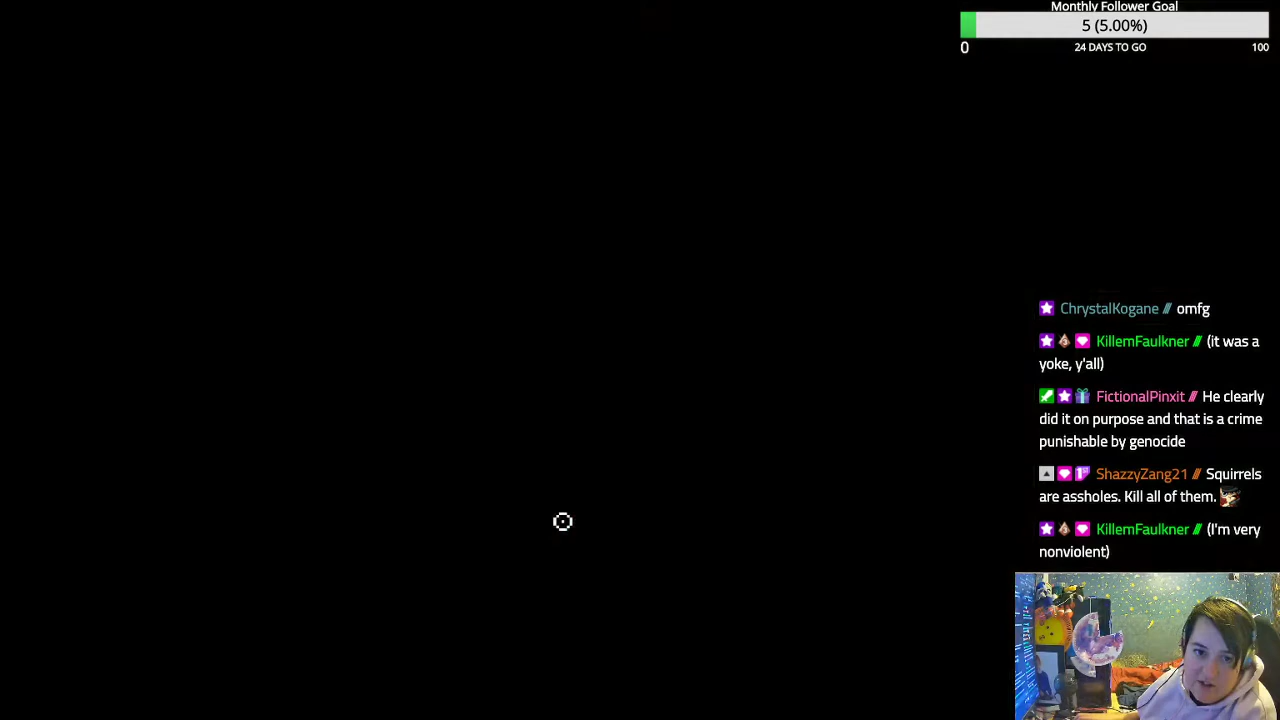 Monthly Follower Goal
5 (5.00%)
0 24 DAYS TO GO 100
ChrystalKogane // omfg
KillemFaulkner // (it was a
yoke, y'all)
FictionalPinxit // He clearly
did it on purpose and that is a crime
punishable by genocide
ShazzyZang21 // Squirrels
are assholes. Kill all of them.
KillemFaulkner // (I'm very
nonviolent)